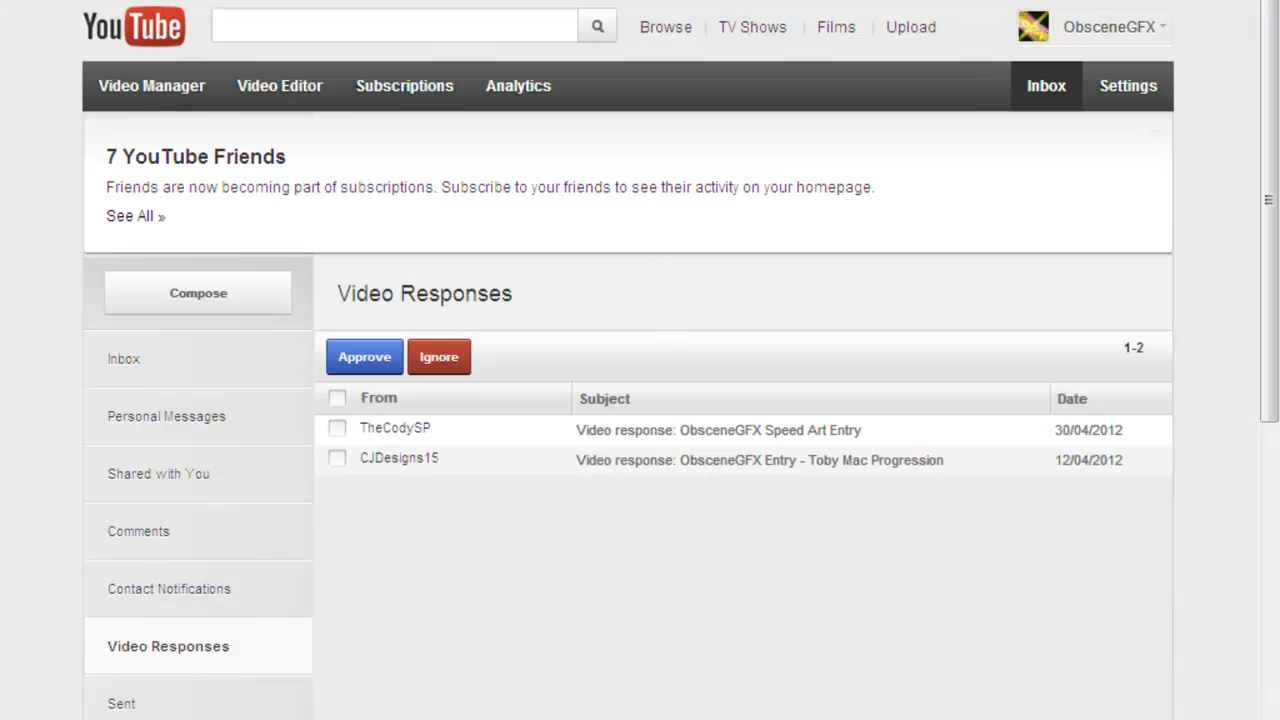 YouTube
Browse
TV Shows
Films
Upload
ObsceneGFX
Video Manager
Video Editor
Subscriptions
Analytics
Inbox
Settings
7 YouTube Friends
Friends are now becoming part of subscriptions. Subscribe to your friends to see their activity on your homepage.
See All »
Compose
Video Responses
Inbox
Approve
Ignore
1-2
From
Subject
Date
Personal Messages
TheCodySP
Video response: ObsceneGFX Speed Art Entry
30/04/2012
CJDesigns15
Video response: ObsceneGFX Entry - Toby Mac Progression
12/04/2012
Shared with You
Comments
Contact Notifications
Video Responses
Sent